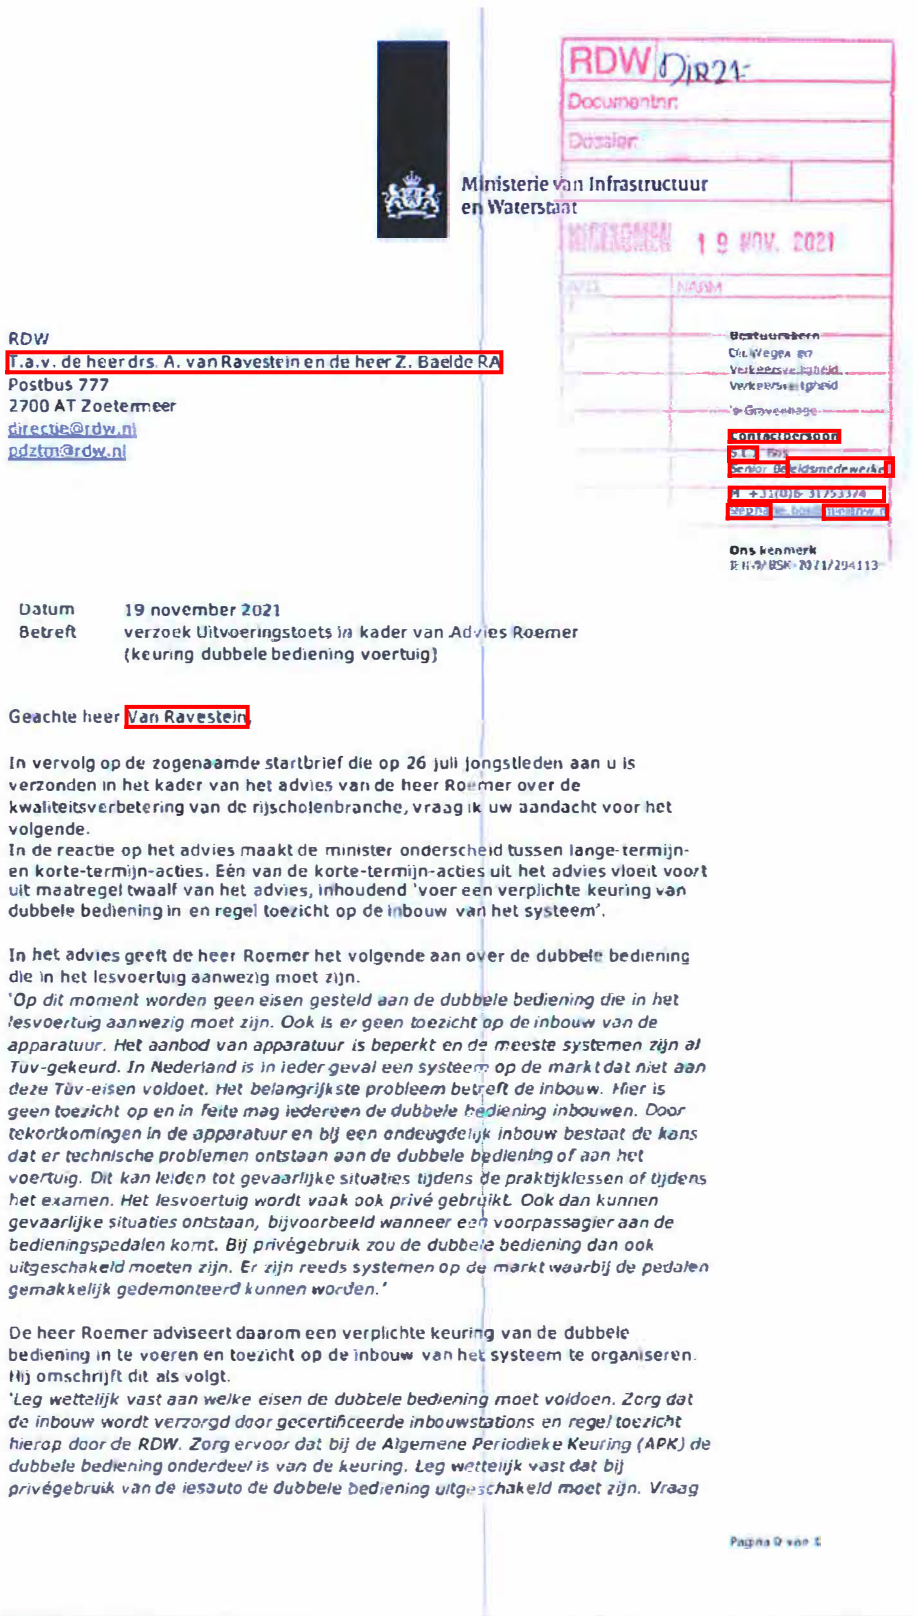 RDW DIR21-
Documentnr:
Dossier:
Ministerie van Infrastructuur
en Waterstaat
INGEKOMEN 19 NOV. 2021
AFD. NAAM
RDW
T.a.v. de heer drs. A. van Ravestein en de heer Z. Baelde RA
Postbus 777
2700 AT Zoetermeer
directie@rdw.nl
pdztm@rdw.nl
Bestuurskern
Dir. Wegen en
Verkeersveiligheid
Verkeersveiligheid
's-Gravenhage
Contactpersoon
Bos
Senior Beleidsmedewerker
M +31(0)6-31753374
Ons kenmerk
Datum 19 november 2021
Betreft verzoek Uitvoeringstoets in kader van Advies Roemer
(keuring dubbele bediening voertuig)
Geachte heer Van Ravestein,
In vervolg op de zogenaamde startbrief die op 26 juli jongstleden aan u is
verzonden in het kader van het advies van de heer Roemer over de
kwaliteitsverbetering van de rijscholenbranche, vraag ik uw aandacht voor het
volgende.
In de reactie op het advies maakt de minister onderscheid tussen lange-termijn-
en korte-termijn-acties. Eén van de korte-termijn-acties uit het advies vloeit voort
uit maatregel twaalf van het advies, inhoudend 'voer een verplichte keuring van
dubbele bediening in en regel toezicht op de inbouw van het systeem'.
In het advies geeft de heer Roemer het volgende aan over de dubbele bediening
die in het lesvoertuig aanwezig moet zijn.
'Op dit moment worden geen eisen gesteld aan de dubbele bediening die in het
lesvoertuig aanwezig moet zijn. Ook is er geen toezicht op de inbouw van de
apparatuur. Het aanbod van apparatuur is beperkt en de meeste systemen zijn al
Tüv-gekeurd. In Nederland is in ieder geval een systeem op de markt dat niet aan
deze Tüv-eisen voldoet. Het belangrijkste probleem betreft de inbouw. Hier is
geen toezicht op en in feite mag iedereen de dubbele bediening inbouwen. Door
tekortkomingen in de apparatuur en bij een ondeugdelijk inbouw bestaat de kans
dat er technische problemen ontstaan aan de dubbele bediening of aan het
voertuig. Dit kan leiden tot gevaarlijke situaties tijdens de praktijklessen of tijdens
het examen. Het lesvoertuig wordt vaak ook privé gebruikt. Ook dan kunnen
gevaarlijke situaties ontstaan, bijvoorbeeld wanneer een voorpassagier aan de
bedieningspedalen komt. Bij privégebruik zou de dubbele bediening dan ook
uitgeschakeld moeten zijn. Er zijn reeds systemen op de markt waarbij de pedalen
gemakkelijk gedemonteerd kunnen worden.'
De heer Roemer adviseert daarom een verplichte keuring van de dubbele
bediening in te voeren en toezicht op de inbouw van het systeem te organiseren.
Hij omschrijft dit als volgt.
'Leg wettelijk vast aan welke eisen de dubbele bediening moet voldoen. Zorg dat
de inbouw wordt verzorgd door gecertificeerde inbouwstations en regel toezicht
hierop door de RDW. Zorg ervoor dat bij de Algemene Periodieke Keuring (APK) de
dubbele bediening onderdeel is van de keuring. Leg wettelijk vast dat bij
privégebruik van de lesauto de dubbele bediening uitgeschakeld moet zijn. Vraag
Pagina van